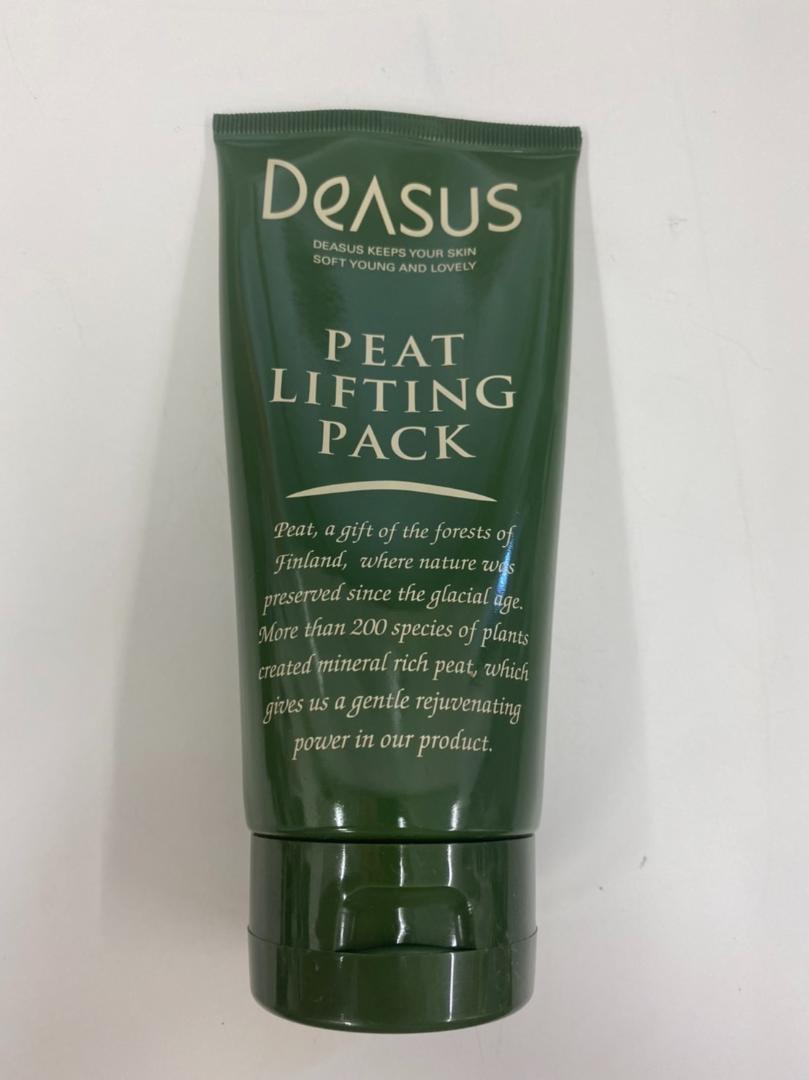 DeASUS
DEASUS KEEPS YOUR SKIN
SOFT YOUNG AND LOVELY
PEAT
LIFTING
PACK
Peat, a gift of the forests of
Finland, where nature was
preserved since the glacial age.
More than 200 species of plants
created mineral rich peat, which
gives us a gentle rejuvenating
power in our product.